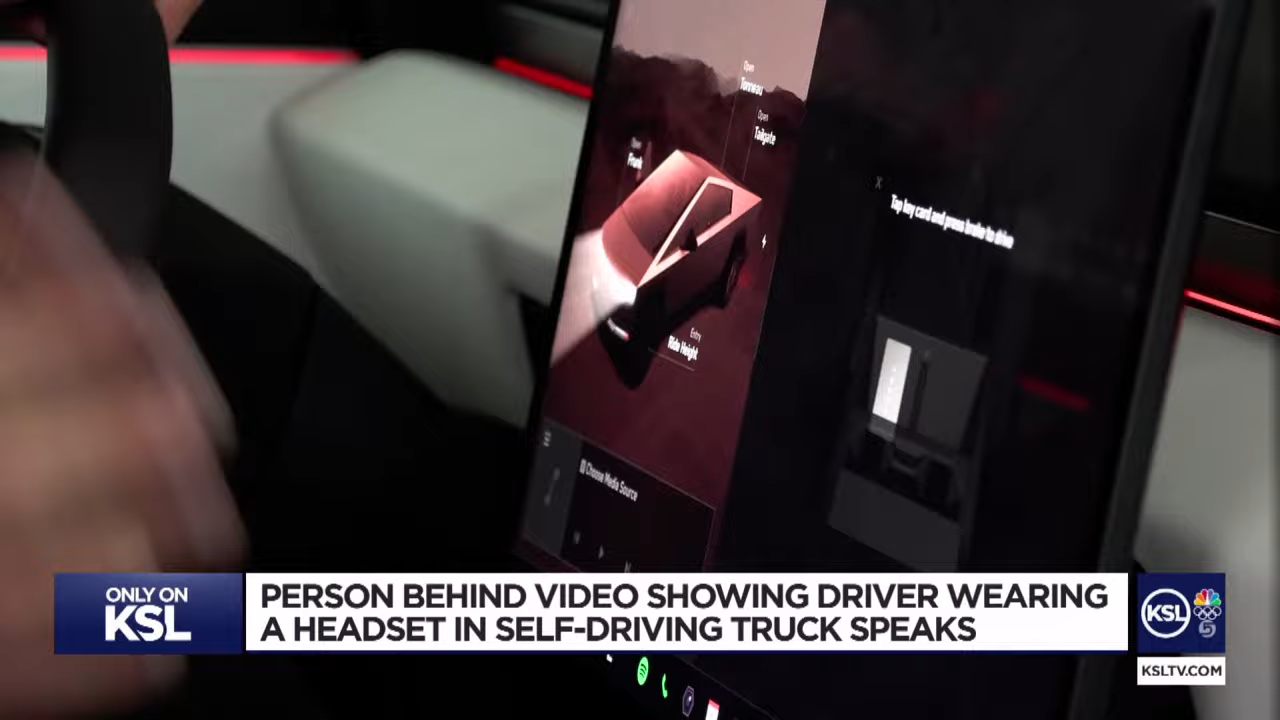 Open
Tonneau
Open
Tailgate
Open
Frunk
X
Tap key card and press brake to drive
Entry
Ride Height
Choose Media Source
ONLY ON
KSL
PERSON BEHIND VIDEO SHOWING DRIVER WEARING
A HEADSET IN SELF-DRIVING TRUCK SPEAKS
KSL
5
KSLTV.COM